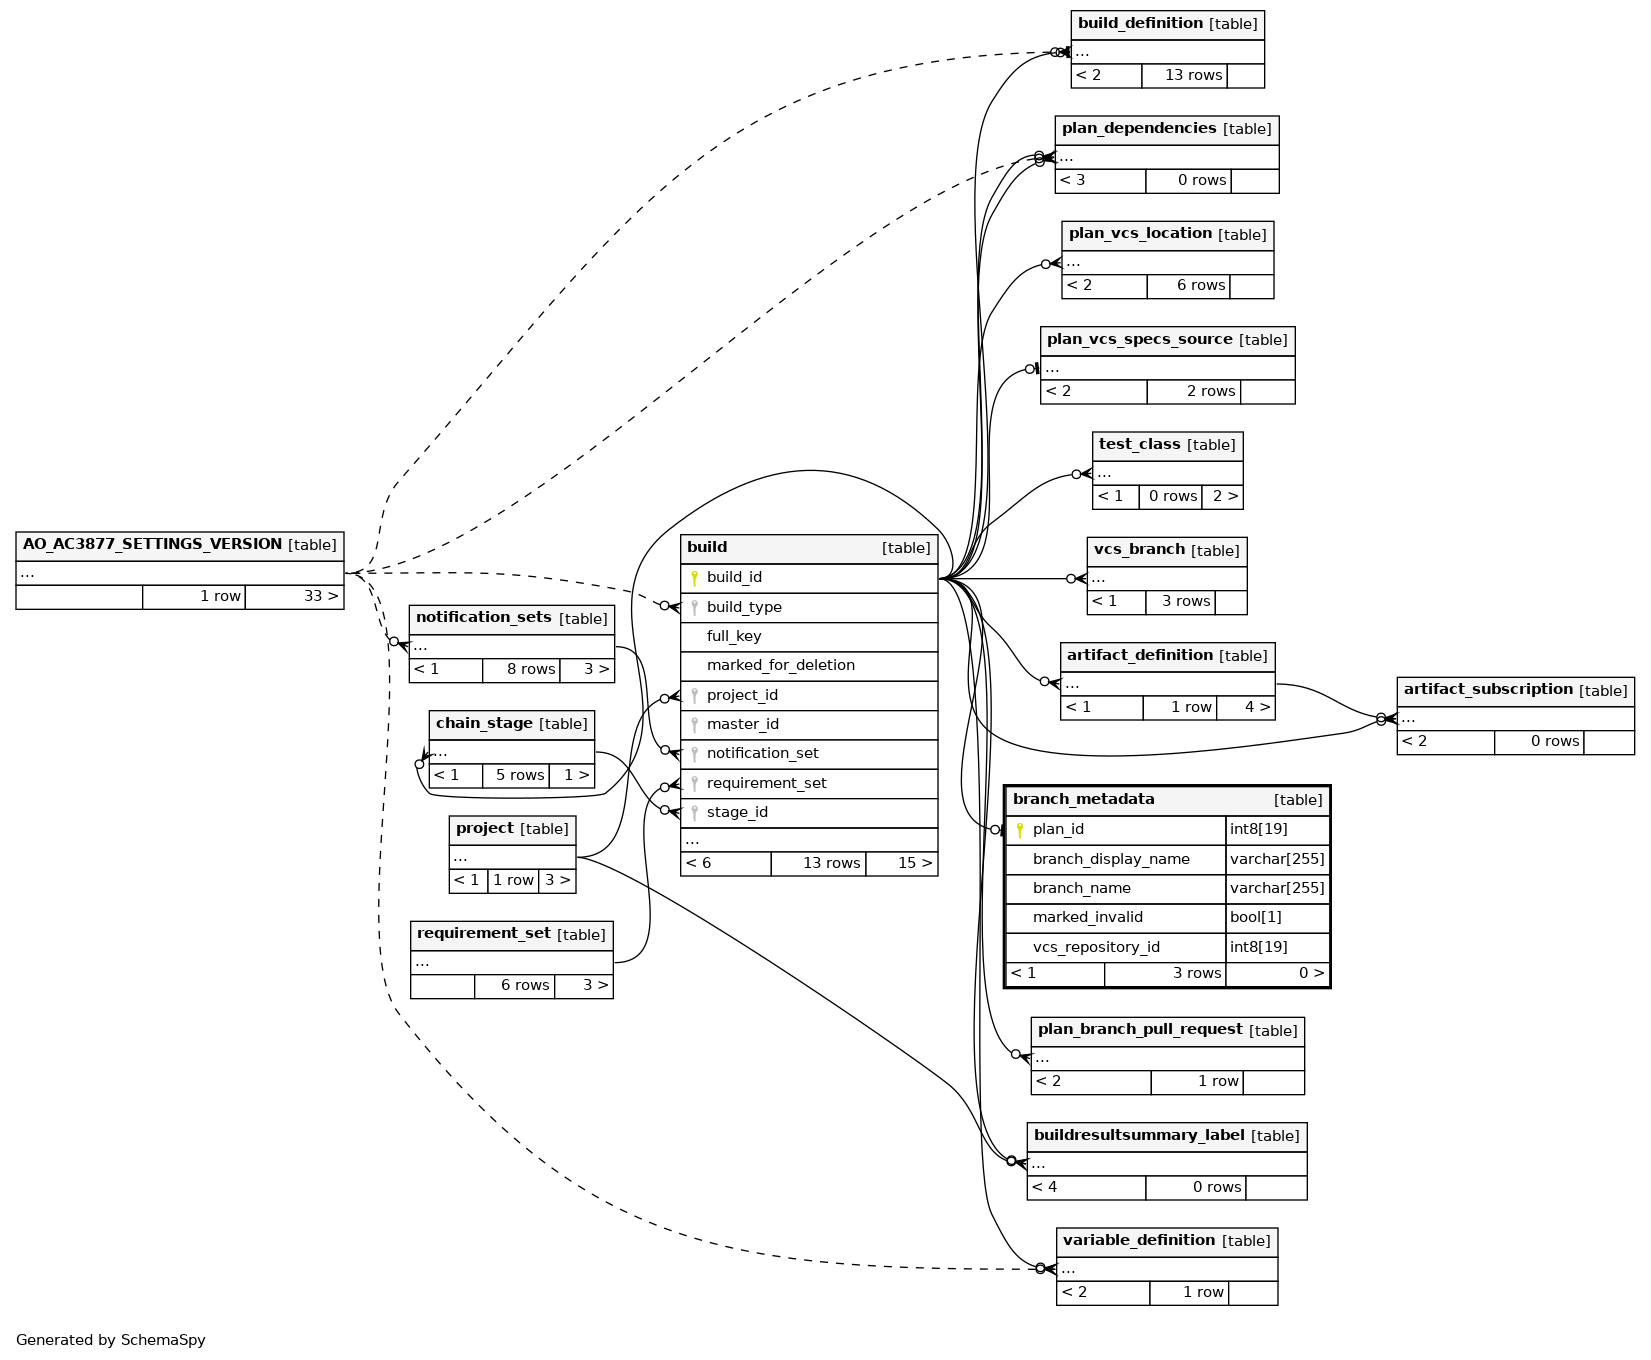 build_definition [table]
...
< 2 13 rows
plan_dependencies [table]
...
< 3 0 rows
plan_vcs_location [table]
...
< 2 6 rows
plan_vcs_specs_source [table]
...
< 2 2 rows
test_class [table]
...
< 1 0 rows 2 >
vcs_branch [table]
...
< 1 3 rows
AO_AC3877_SETTINGS_VERSION [table]
...
1 row 33 >
notification_sets [table]
...
< 1 8 rows 3 >
chain_stage [table]
...
< 1 5 rows 1 >
project [table]
...
< 1 1 row 3 >
requirement_set [table]
...
6 rows 3 >
build [table]
build_id
build_type
full_key
marked_for_deletion
project_id
master_id
notification_set
requirement_set
stage_id
...
< 6 13 rows 15 >
artifact_definition [table]
...
< 1 1 row 4 >
artifact_subscription [table]
...
< 2 0 rows
branch_metadata [table]
plan_id int8[19]
branch_display_name varchar[255]
branch_name varchar[255]
marked_invalid bool[1]
vcs_repository_id int8[19]
< 1 3 rows 0 >
plan_branch_pull_request [table]
...
< 2 1 row
buildresultsummary_label [table]
...
< 4 0 rows
variable_definition [table]
...
< 2 1 row
Generated by SchemaSpy